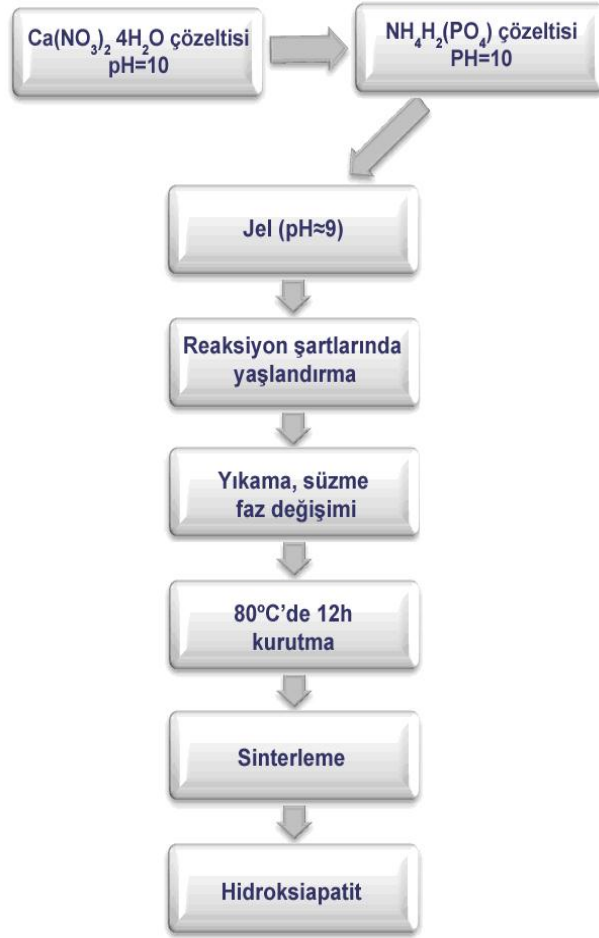 Ca(NO₃)₂ 4H₂O çözeltisi
pH=10
NH₄H₂(PO₄) çözeltisi
PH=10
Jel (pH≈9)
Reaksiyon şartlarında
yaşlandırma
Yıkama, süzme
faz değişimi
80ºC’de 12h
kurutma
Sinterleme
Hidroksiapatit